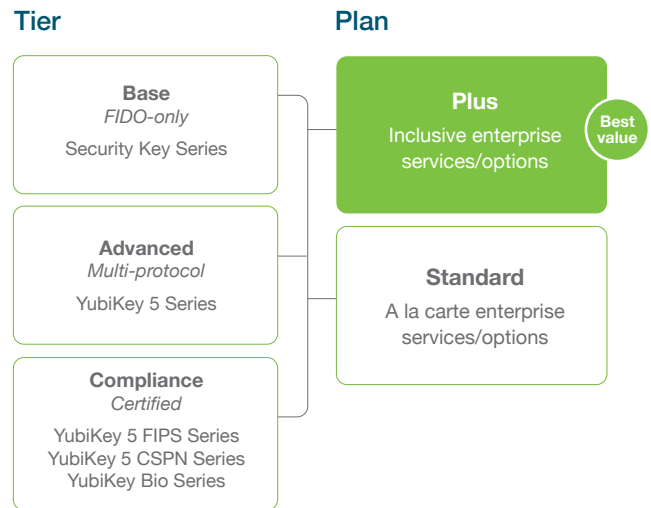 Tier
Base
FIDO-only
Security Key Series
Advanced
Multi-protocol
YubiKey 5 Series
Compliance
Certified
YubiKey 5 FIPS Series
YubiKey 5 CSPN Series
YubiKey Bio Series
Plan
Plus
Inclusive enterprise
services/options
Best
value
Standard
A la carte enterprise
services/options